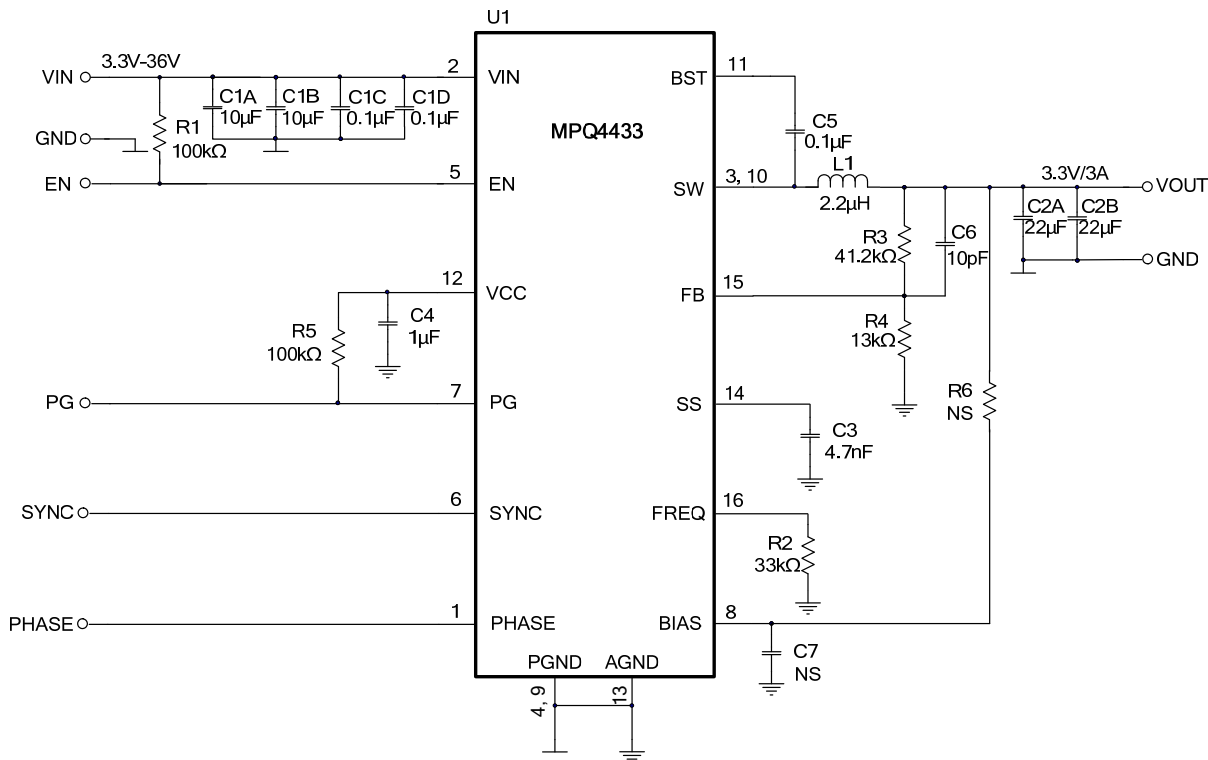 U1
3.3V-36V
VIN
2
VIN
BST
11
C1A
10µF
C1B
10µF
C1C
0.1µF
C1D
0.1µF
GND
R1
100kΩ
MPQ4433
C5
0.1µF
EN
5
EN
SW
3, 10
L1
2.2µH
3.3V/3A
VOUT
C2A
22µF
C2B
22µF
R3
41.2kΩ
C6
10pF
GND
12
VCC
FB
15
R5
100kΩ
C4
1µF
R4
13kΩ
PG
7
PG
SS
14
R6
NS
C3
4.7nF
SYNC
6
SYNC
FREQ
16
R2
33kΩ
PHASE
1
PHASE
BIAS
8
C7
NS
PGND
AGND
4, 9
13